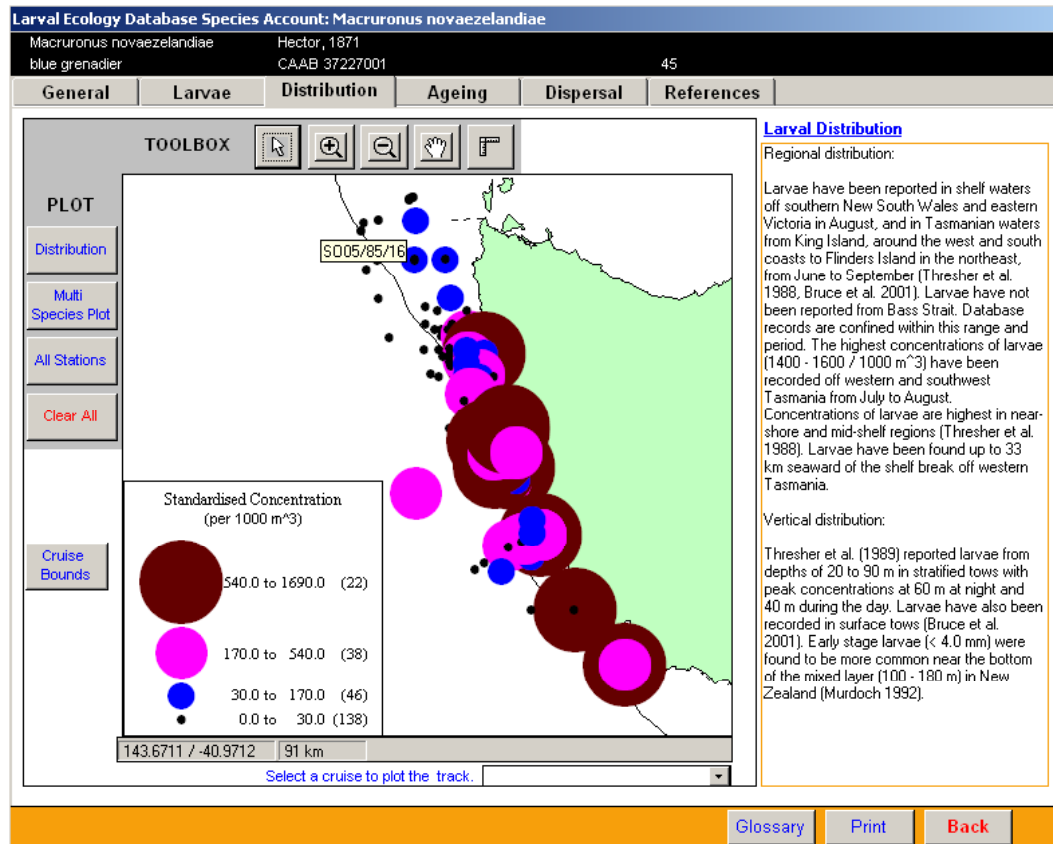 Larval Ecology Database Species Account: Macruronus novaezelandiae
Macruronus novaezelandiae Hector, 1871
blue grenadier CAAB 37227001 45
General Larvae Distribution Ageing Dispersal References
TOOLBOX
PLOT
Distribution
Multi
Species Plot
All Stations
Clear All
Cruise
Bounds
SO05/85/16
Standardised Concentration
(per 1000 m^3)
540.0 to 1690.0 (22)
170.0 to 540.0 (38)
30.0 to 170.0 (46)
0.0 to 30.0 (138)
143.6711 / -40.9712 91 km
Select a cruise to plot the track.
Larval Distribution
Regional distribution:
Larvae have been reported in shelf waters
off southern New South Wales and eastern
Victoria in August, and in Tasmanian waters
from King Island, around the west and south
coasts to Flinders Island in the northeast,
from June to September (Thresher et al.
1988, Bruce et al. 2001). Larvae have not
been reported from Bass Strait. Database
records are confined within this range and
period. The highest concentrations of larvae
(1400 - 1600 / 1000 m^3) have been
recorded off western and southwest
Tasmania from July to August.
Concentrations of larvae are highest in near-
shore and mid-shelf regions (Thresher et al.
1988). Larvae have been found up to 33
km seaward of the shelf break off western
Tasmania.
Vertical distribution:
Thresher et al. (1989) reported larvae from
depths of 20 to 90 m in stratified tows with
peak concentrations at 60 m at night and
40 m during the day. Larvae have also been
recorded in surface tows (Bruce et al.
2001). Early stage larvae (< 4.0 mm) were
found to be more common near the bottom
of the mixed layer (100 - 180 m) in New
Zealand (Murdoch 1992).
Glossary Print Back